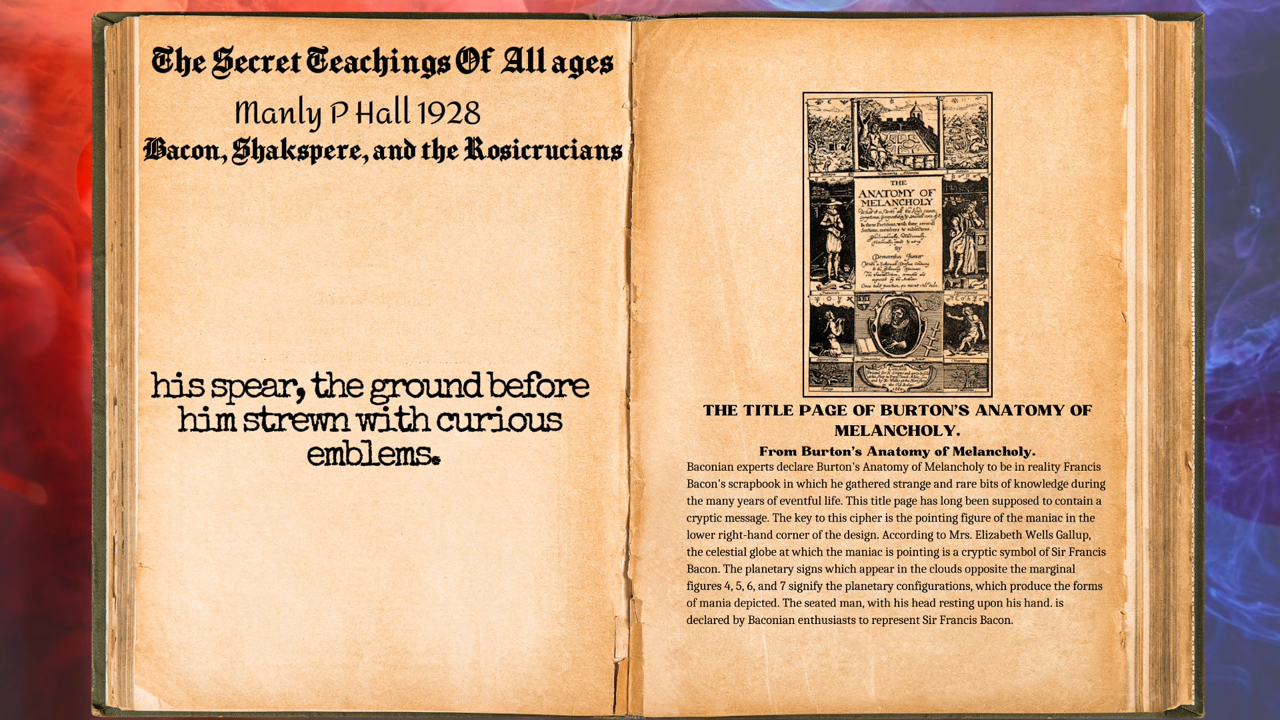 The Secret Teachings Of All ages
Manly P Hall 1928
Bacon, Shakspere, and the Rosicrucians
his spear, the ground before
him strewn with curious
emblems.
THE
ANATOMY OF
MELANCHOLY
THE TITLE PAGE OF BURTON'S ANATOMY OF
MELANCHOLY.
From Burton's Anatomy of Melancholy.
Baconian experts declare Burton's Anatomy of Melancholy to be in reality Francis
Bacon's scrapbook in which he gathered strange and rare bits of knowledge during
the many years of eventful life. This title page has long been supposed to contain a
cryptic message. The key to this cipher is the pointing figure of the maniac in the
lower right-hand corner of the design. According to Mrs. Elizabeth Wells Gallup,
the celestial globe at which the maniac is pointing is a cryptic symbol of Sir Francis
Bacon. The planetary signs which appear in the clouds opposite the marginal
figures 4, 5, 6, and 7 signify the planetary configurations, which produce the forms
of mania depicted. The seated man, with his head resting upon his hand. is
declared by Baconian enthusiasts to represent Sir Francis Bacon.